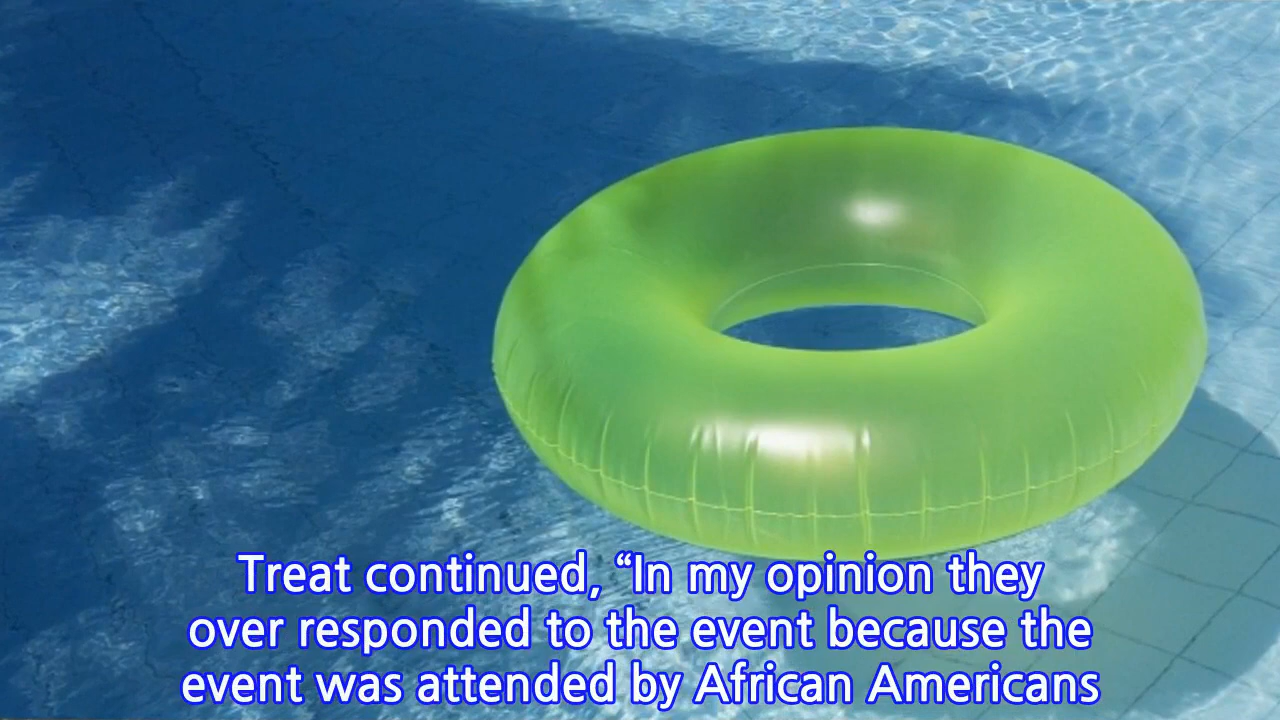 Treat continued, “In my opinion they
over responded to the event because the
event was attended by African Americans